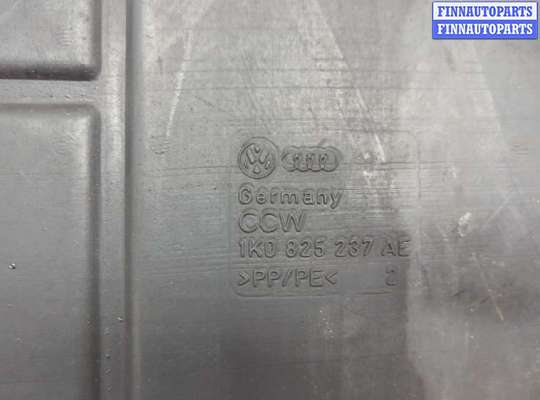 FINNAUTOPARTS
FINNAUTOPARTS
Germany
CCW
1K0 825 237 AE
>PP/PE< 2